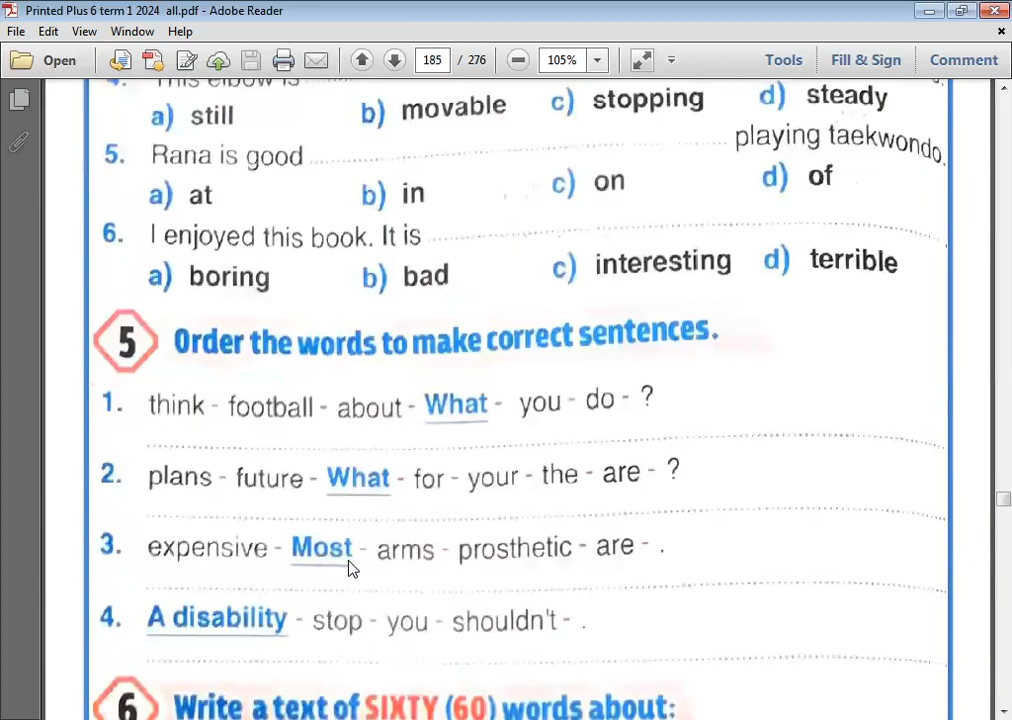 Printed Plus 6 term 1 2024 all.pdf - Adobe Reader
File Edit View Window Help
Open 185 / 276 105% Tools Fill & Sign Comment
4. This elbow is
a) still b) movable c) stopping d) steady
5. Rana is good playing taekwondo.
a) at b) in c) on d) of
6. I enjoyed this book. It is
a) boring b) bad c) interesting d) terrible
5 Order the words to make correct sentences.
1. think - football - about - What - you - do - ?
2. plans - future - What - for - your - the - are - ?
3. expensive - Most - arms - prosthetic - are - .
4. A disability - stop - you - shouldn't - .
6 Write a text of SIXTY (60) words about: